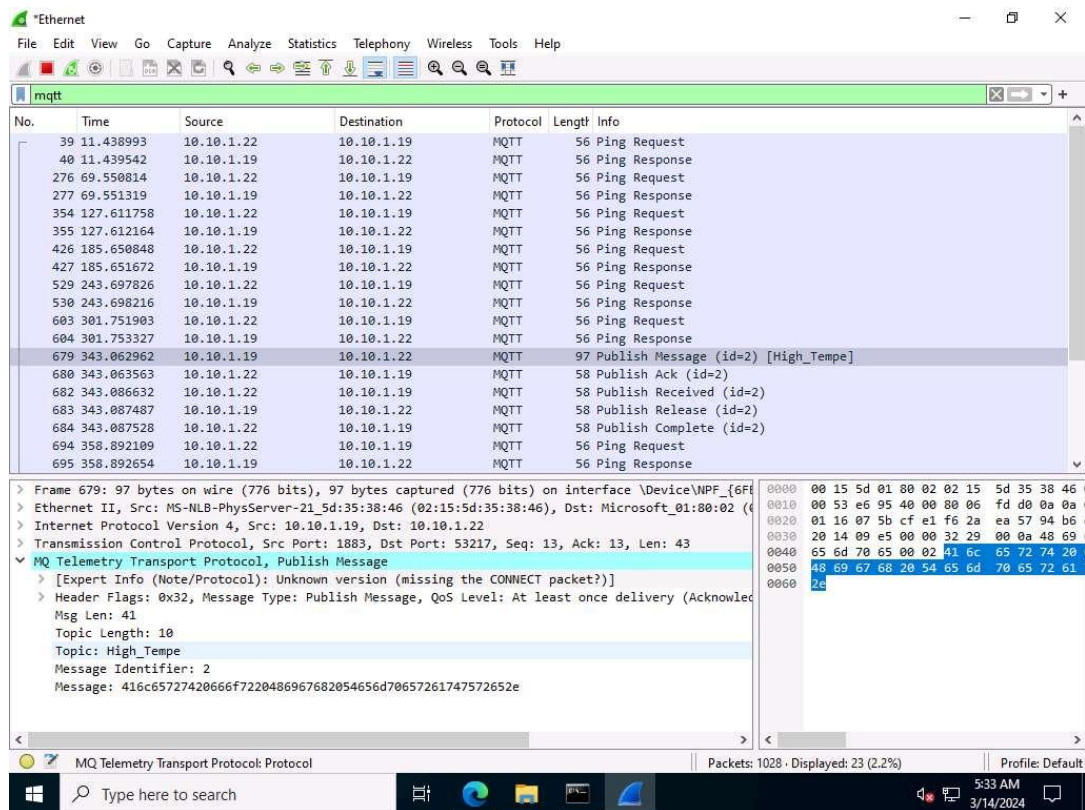 *Ethernet
File Edit View Go Capture Analyze Statistics Telephony Wireless Tools Help
mqtt
No. Time Source Destination Protocol Length Info
39 11.438993 10.10.1.22 10.10.1.19 MQTT 56 Ping Request
40 11.439542 10.10.1.19 10.10.1.22 MQTT 56 Ping Response
276 69.550814 10.10.1.22 10.10.1.19 MQTT 56 Ping Request
277 69.551319 10.10.1.19 10.10.1.22 MQTT 56 Ping Response
354 127.611758 10.10.1.22 10.10.1.19 MQTT 56 Ping Request
355 127.612164 10.10.1.19 10.10.1.22 MQTT 56 Ping Response
426 185.650848 10.10.1.22 10.10.1.19 MQTT 56 Ping Request
427 185.651672 10.10.1.19 10.10.1.22 MQTT 56 Ping Response
529 243.697826 10.10.1.22 10.10.1.19 MQTT 56 Ping Request
530 243.698216 10.10.1.19 10.10.1.22 MQTT 56 Ping Response
603 301.751903 10.10.1.22 10.10.1.19 MQTT 56 Ping Request
604 301.753327 10.10.1.19 10.10.1.22 MQTT 56 Ping Response
679 343.062962 10.10.1.19 10.10.1.22 MQTT 97 Publish Message (id=2) [High_Tempe]
680 343.063563 10.10.1.22 10.10.1.19 MQTT 58 Publish Ack (id=2)
682 343.086632 10.10.1.22 10.10.1.19 MQTT 58 Publish Received (id=2)
683 343.087487 10.10.1.19 10.10.1.22 MQTT 58 Publish Release (id=2)
684 343.087528 10.10.1.22 10.10.1.19 MQTT 58 Publish Complete (id=2)
694 358.892109 10.10.1.22 10.10.1.19 MQTT 56 Ping Request
695 358.892654 10.10.1.19 10.10.1.22 MQTT 56 Ping Response
Frame 679: 97 bytes on wire (776 bits), 97 bytes captured (776 bits) on interface \Device\NPF_{6F
Ethernet II, Src: MS-NLB-PhysServer-21_5d:35:38:46 (02:15:5d:35:38:46), Dst: Microsoft_01:80:02 (
Internet Protocol Version 4, Src: 10.10.1.19, Dst: 10.10.1.22
Transmission Control Protocol, Src Port: 1883, Dst Port: 53217, Seq: 13, Ack: 13, Len: 43
MQ Telemetry Transport Protocol, Publish Message
[Expert Info (Note/Protocol): Unknown version (missing the CONNECT packet?)]
Header Flags: 0x32, Message Type: Publish Message, QoS Level: At least once delivery (Acknowled
Msg Len: 41
Topic Length: 10
Topic: High_Tempe
Message Identifier: 2
Message: 416c65727420666f7220486967682054656d70657261747572652e
0000 00 15 5d 01 80 02 02 15 5d 35 38 46
0010 00 53 e6 95 40 00 80 06 fd d0 0a 0a
0020 01 16 07 5b cf e1 f6 2a ea 57 94 b6
0030 20 14 09 e5 00 00 32 29 00 0a 48 69
0040 65 6d 70 65 00 02 41 6c 65 72 74 20
0050 48 69 67 68 20 54 65 6d 70 65 72 61
0060 2e
MQ Telemetry Transport Protocol: Protocol
Packets: 1028 · Displayed: 23 (2.2%)
Profile: Default
Type here to search
5:33 AM
3/14/2024